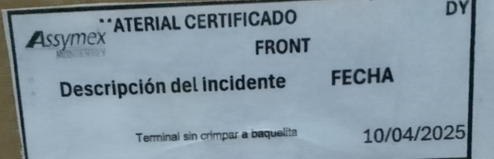 DY
"ATERIAL CERTIFICADO
Assymex
FRONT
Descripción del incidente FECHA
Terminal sin crimpar a baquelita 10/04/2025